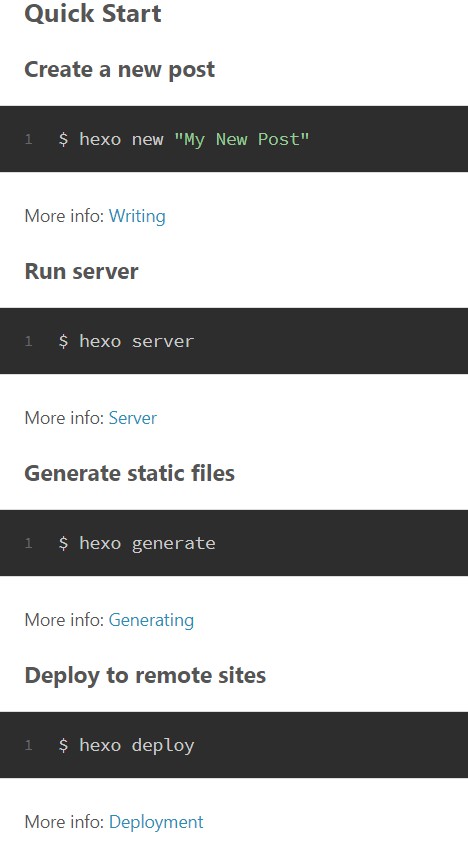 Quick Start
Create a new post
1 $ hexo new "My New Post"
More info: Writing
Run server
1 $ hexo server
More info: Server
Generate static files
1 $ hexo generate
More info: Generating
Deploy to remote sites
1 $ hexo deploy
More info: Deployment